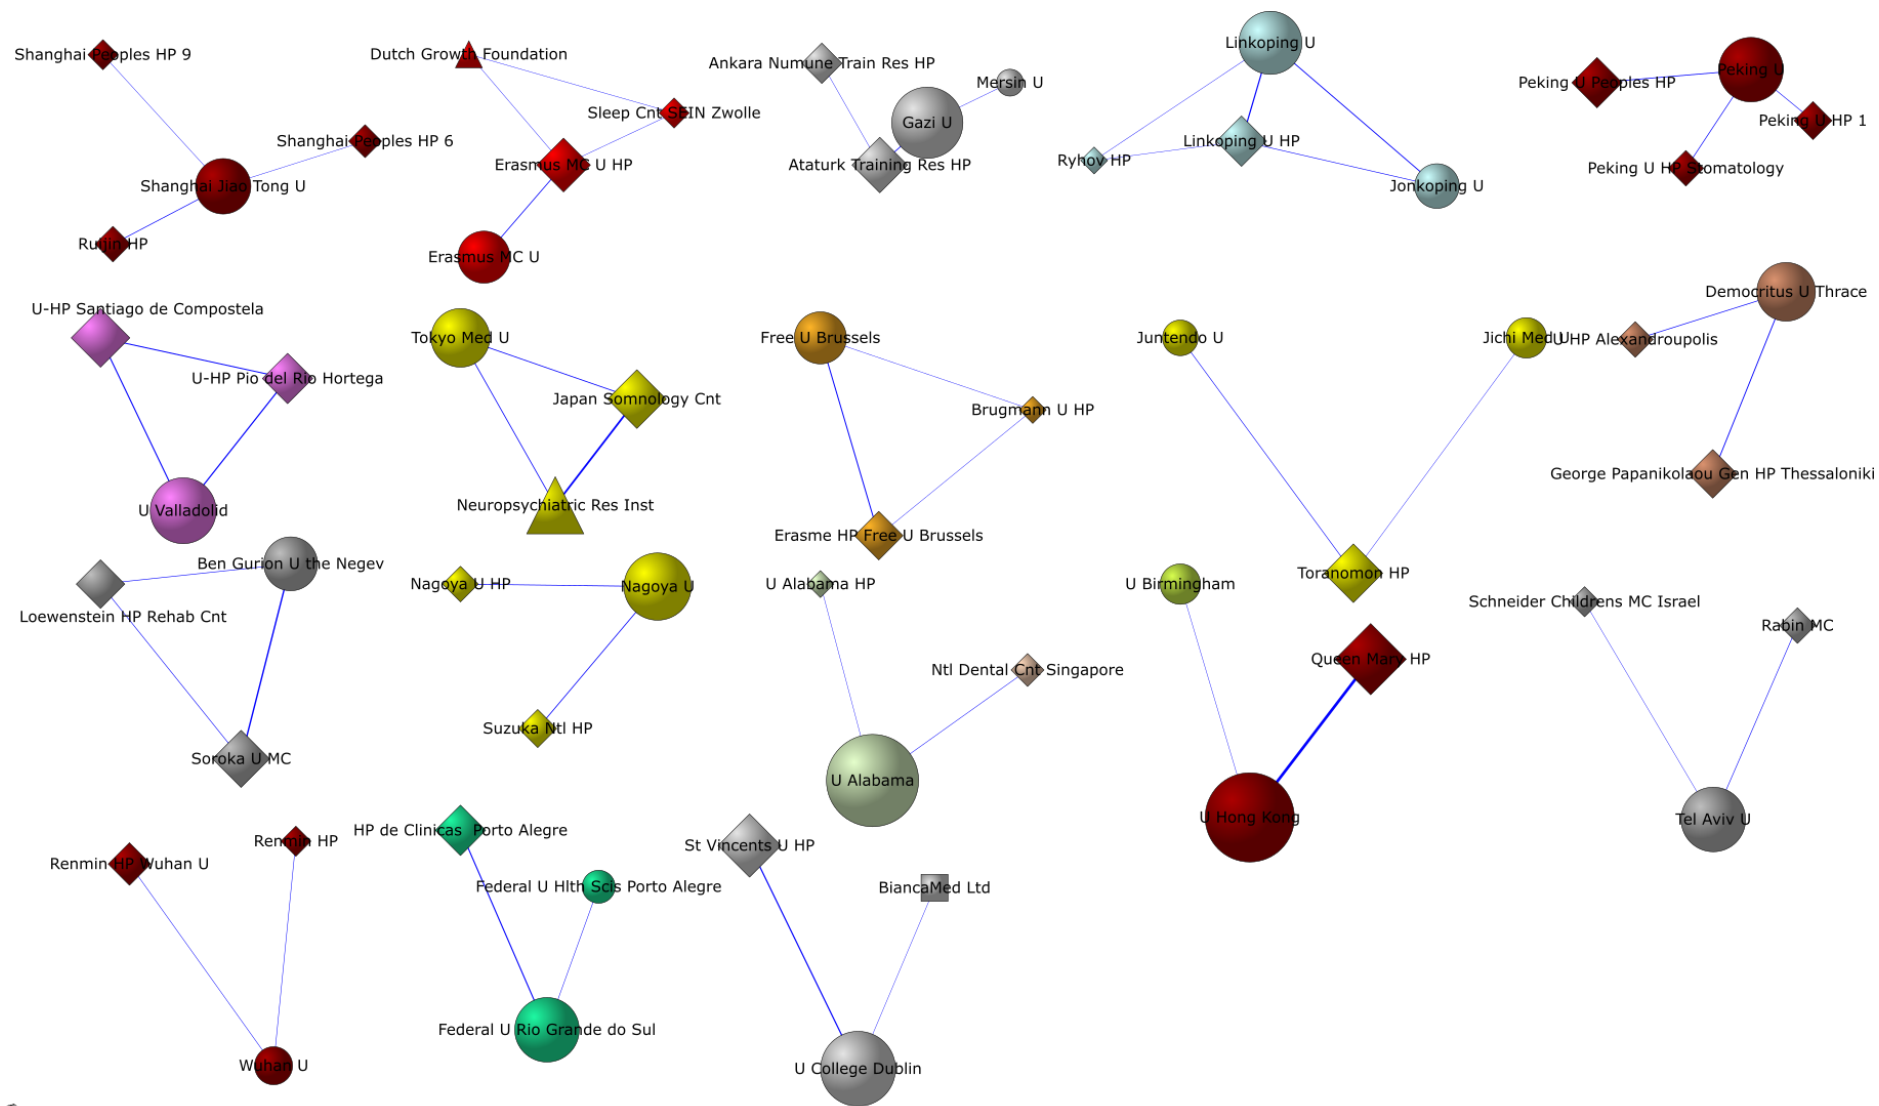 Shanghai Peoples HP 9
Shanghai Peoples HP 6
Shanghai Jiao Tong U
Ruijin HP
Dutch Growth Foundation
Sleep Cnt SEIN Zwolle
Erasmus MC U HP
Erasmus MC U
Ankara Numune Train Res HP
Mersin U
Gazi U
Ataturk Training Res HP
Linkoping U
Linkoping U HP
Ryhov HP
Jonkoping U
Peking U
Peking U Peoples HP
Peking U HP 1
Peking U HP Stomatology
U-HP Santiago de Compostela
U-HP Pio del Rio Hortega
U Valladolid
Tokyo Med U
Japan Somnology Cnt
Neuropsychiatric Res Inst
Free U Brussels
Brugmann U HP
Erasme HP Free U Brussels
Juntendo U
Jichi Med U
Toranomon HP
Democritus U Thrace
U HP Alexandroupolis
George Papanikolaou Gen HP Thessaloniki
Ben Gurion U the Negev
Loewenstein HP Rehab Cnt
Soroka U MC
Nagoya U HP
Nagoya U
Suzuka Ntl HP
U Alabama HP
Ntl Dental Cnt Singapore
U Alabama
U Birmingham
Queen Mary HP
U Hong Kong
Schneider Childrens MC Israel
Rabin MC
Tel Aviv U
Renmin HP
Renmin HP Wuhan U
Wuhan U
HP de Clinicas  Porto Alegre
Federal U Hlth Scis Porto Alegre
Federal U Rio Grande do Sul
St Vincents U HP
BiancaMed Ltd
U College Dublin